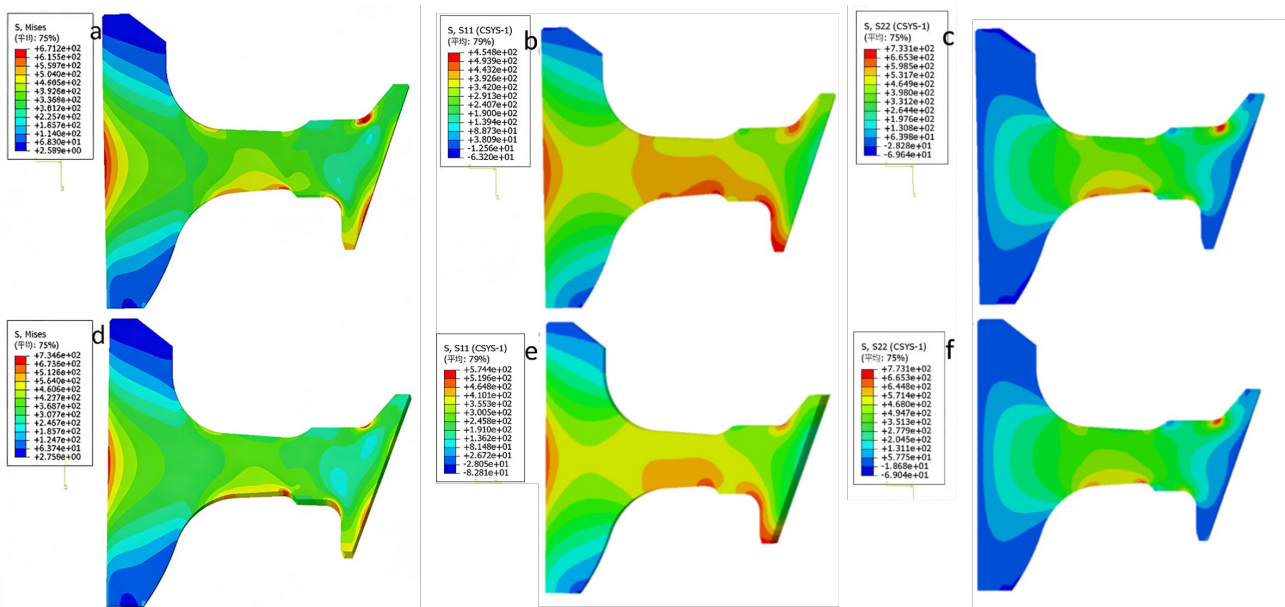 a
S, Mises
(平均: 75%)
+6.712e+02
+6.155e+02
+5.597e+02
+5.040e+02
+4.605e+02
+3.926e+02
+3.369e+02
+3.012e+02
+2.257e+02
+1.657e+02
+1.140e+02
+6.830e+01
+2.589e+00
b
S, S11 (CSYS-1)
(平均: 79%)
+4.548e+02
+4.939e+02
+4.432e+02
+3.926e+02
+3.420e+02
+2.913e+02
+2.407e+02
+1.900e+02
+1.394e+02
+8.873e+01
+3.809e+01
-1.256e+01
-6.320e+01
c
S, S22 (CSYS-1)
(平均: 75%)
+7.331e+02
+6.653e+02
+5.985e+02
+5.317e+02
+4.649e+02
+3.980e+02
+3.312e+02
+2.644e+02
+1.976e+02
+1.308e+02
+6.398e+01
-2.828e+01
-6.964e+01
d
S, Mises
(平均: 75%)
+7.346e+02
+6.736e+02
+5.126e+02
+5.640e+02
+4.606e+02
+4.237e+02
+3.687e+02
+3.077e+02
+2.467e+02
+1.857e+02
+1.247e+02
+6.374e+01
+2.759e+00
e
S, S11 (CSYS-1)
(平均: 79%)
+5.744e+02
+5.196e+02
+4.648e+02
+4.101e+02
+3.553e+02
+3.005e+02
+2.458e+02
+1.910e+02
+1.362e+02
+8.148e+01
+2.672e+01
-2.805e+01
-8.281e+01
f
S, S22 (CSYS-1)
(平均: 75%)
+7.731e+02
+6.653e+02
+6.448e+02
+5.714e+02
+4.680e+02
+4.947e+02
+3.513e+02
+2.779e+02
+2.045e+02
+1.311e+02
+5.775e+01
-1.868e+01
-6.904e+01